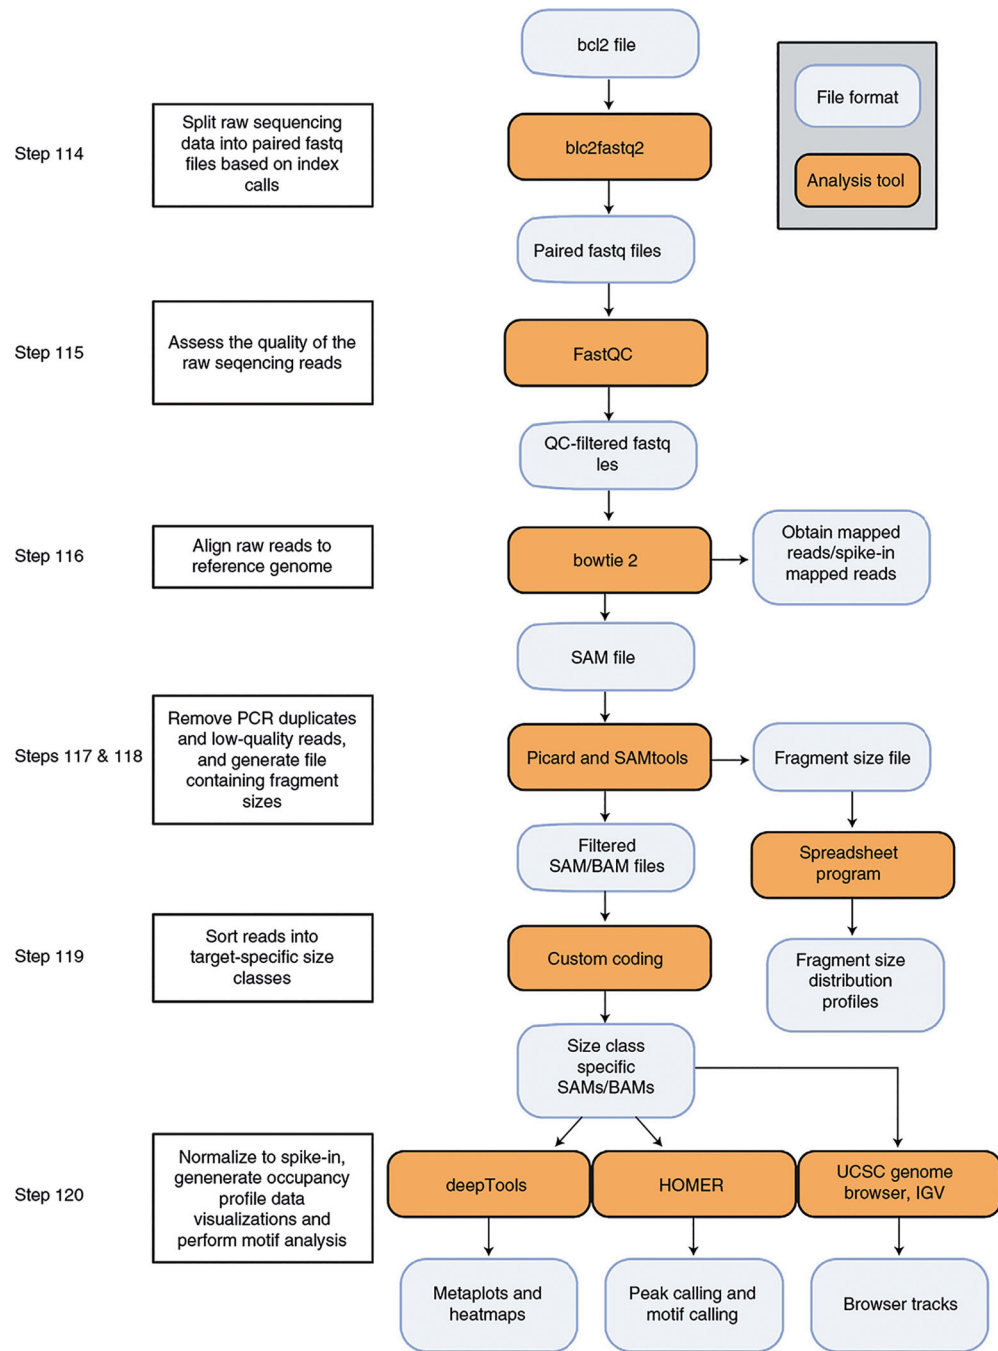 bcl2 file
File format
Analysis tool
Step 114
Split raw sequencing
data into paired fastq
files based on index
calls
blc2fastq2
Paired fastq files
Step 115
Assess the quality of the
raw seqencing reads
FastQC
QC-filtered fastq
les
Step 116
Align raw reads to
reference genome
bowtie 2
Obtain mapped
reads/spike-in
mapped reads
SAM file
Steps 117 & 118
Remove PCR duplicates
and low-quality reads,
and generate file
containing fragment
sizes
Picard and SAMtools
Fragment size file
Filtered
SAM/BAM files
Spreadsheet
program
Step 119
Sort reads into
target-specific size
classes
Custom coding
Fragment size
distribution
profiles
Size class
specific
SAMs/BAMs
Step 120
Normalize to spike-in,
genenerate occupancy
profile data
visualizations and
perform motif analysis
deepTools
HOMER
UCSC genome
browser, IGV
Metaplots and
heatmaps
Peak calling and
motif calling
Browser tracks